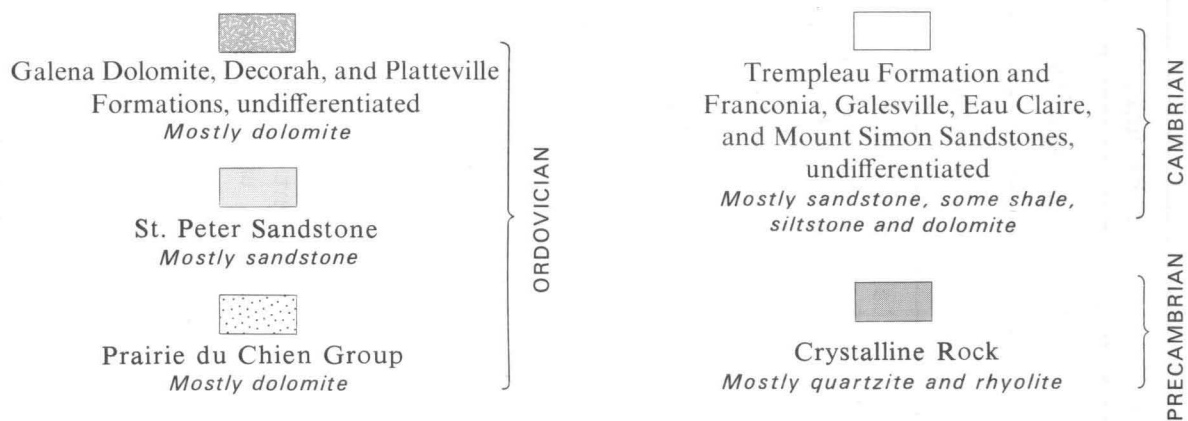 Galena Dolomite, Decorah, and Platteville
Formations, undifferentiated
Mostly dolomite
St. Peter Sandstone
Mostly sandstone
Prairie du Chien Group
Mostly dolomite
ORDOVICIAN
Trempleau Formation and
Franconia, Galesville, Eau Claire,
and Mount Simon Sandstones,
undifferentiated
Mostly sandstone, some shale,
siltstone and dolomite
CAMBRIAN
Crystalline Rock
Mostly quartzite and rhyolite
PRECAMBRIAN